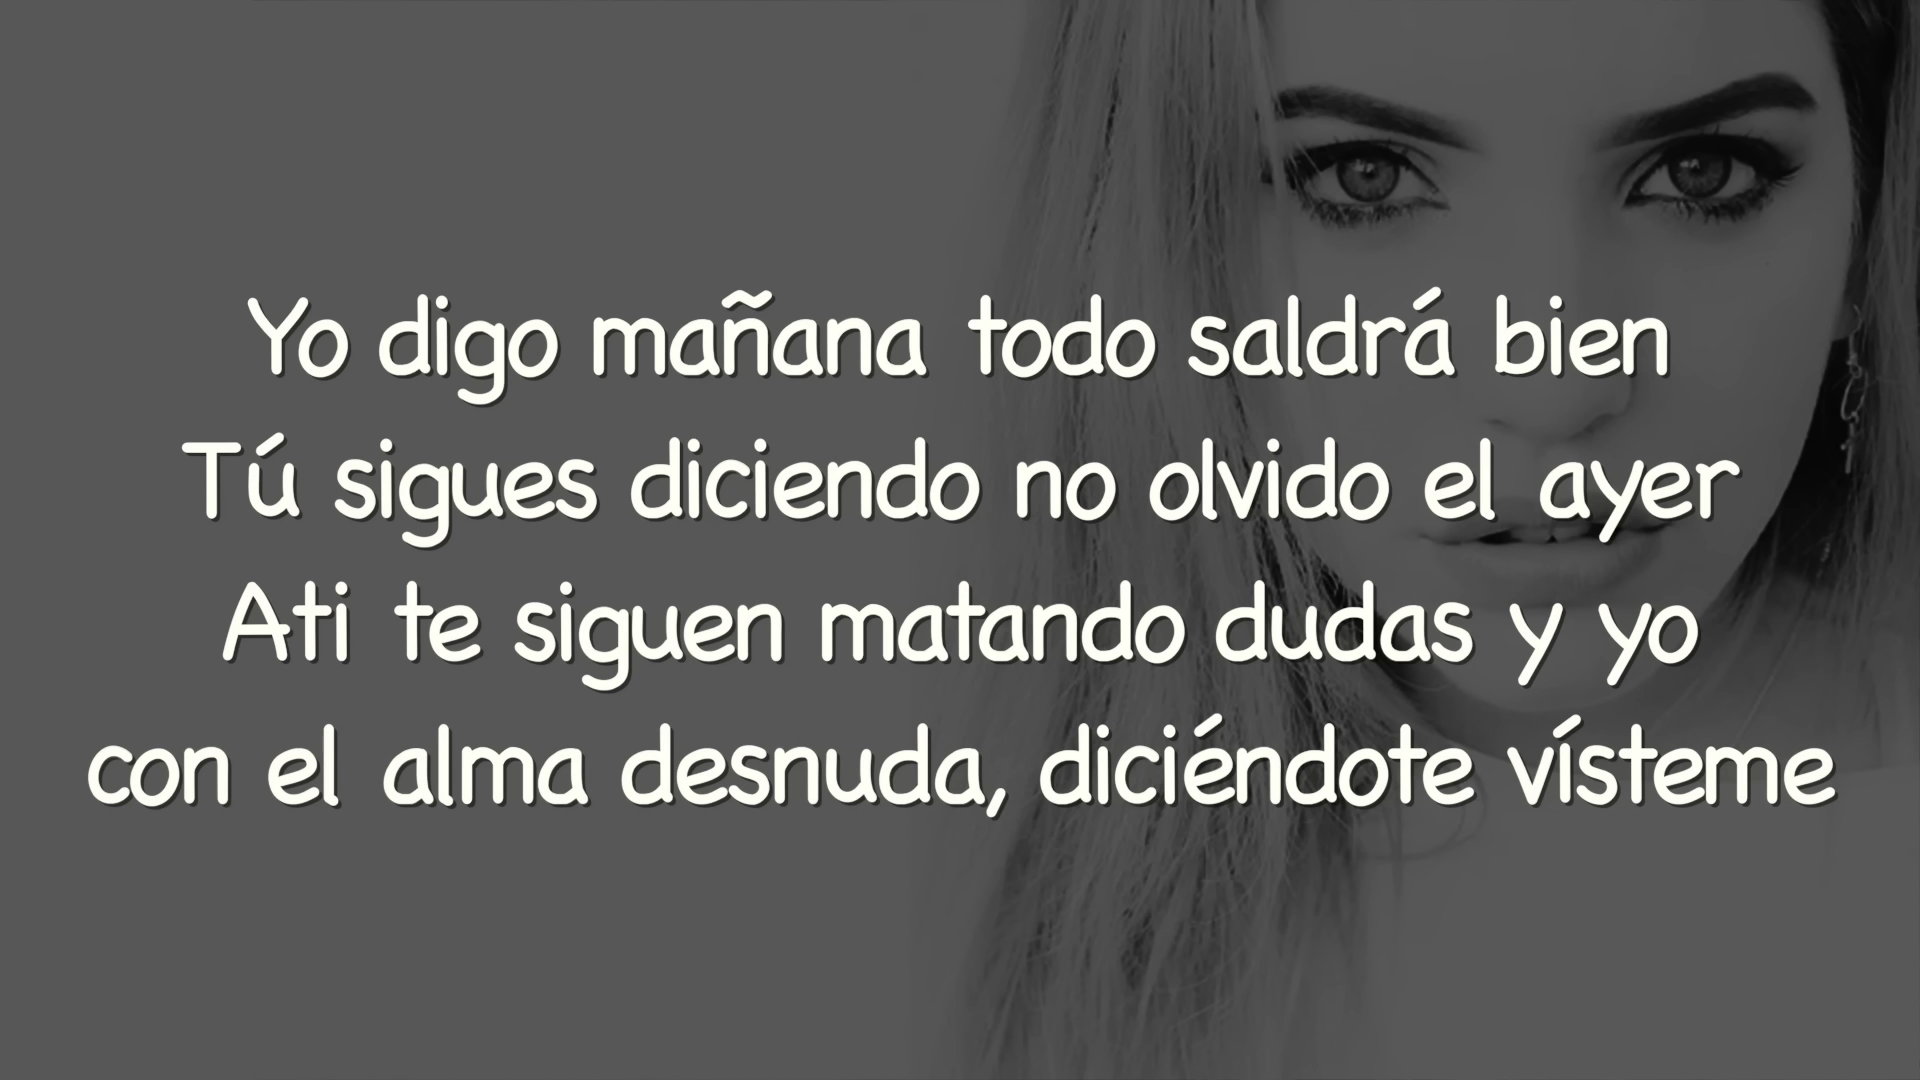 Yo digo mañana todo saldrá bien
Tú sigues diciendo no olvido el ayer
Ati te siguen matando dudas y yo
con el alma desnuda, diciéndote vísteme